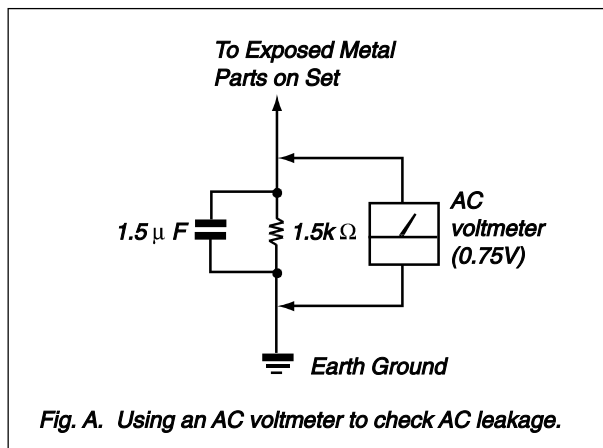 To Exposed Metal
Parts on Set
1.5 μ F
1.5k Ω
AC
voltmeter
(0.75V)
Earth Ground
Fig. A. Using an AC voltmeter to check AC leakage.